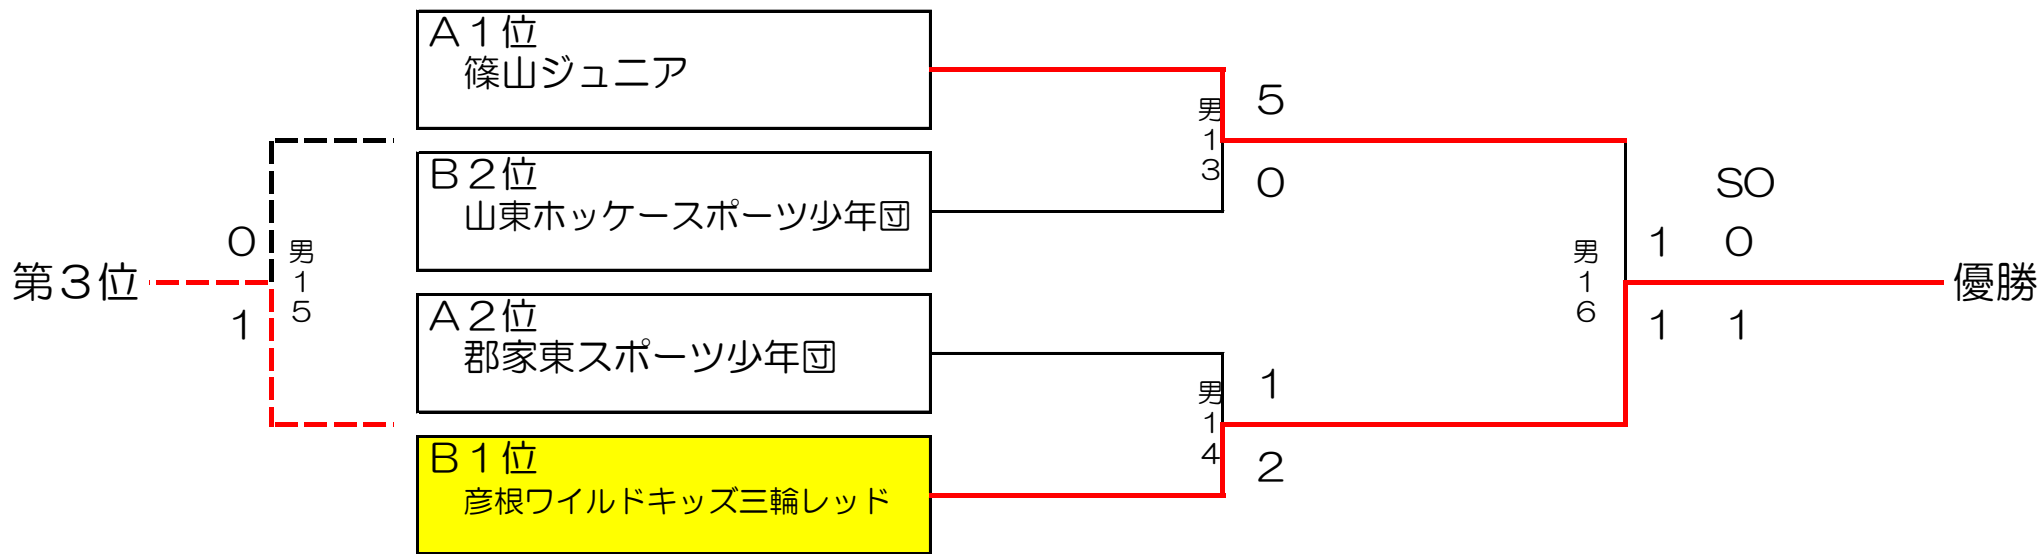 A１位
篠山ジュニア
B２位
山東ホッケースポーツ少年団
A２位
郡家東スポーツ少年団
B１位
彦根ワイルドキッズ三輪レッド
第３位
0
1
男15
男13
5
0
男14
1
2
男16
SO
1 0
1 1
優勝